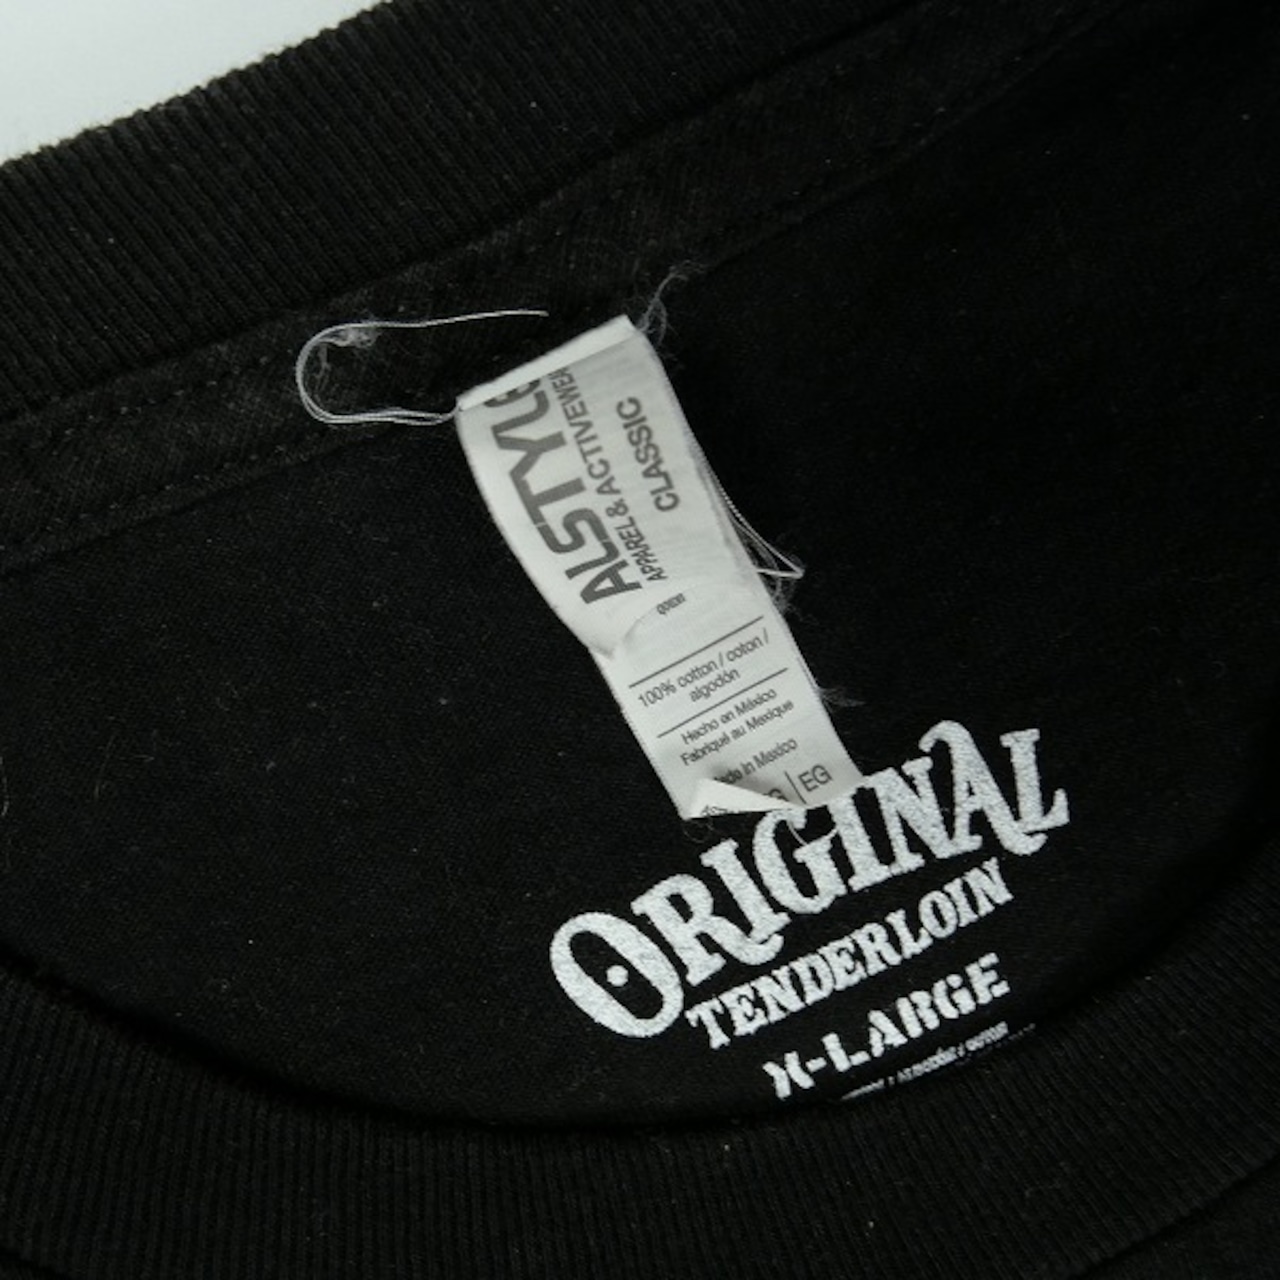 ALSTYLE
APPAREL & ACTIVEWEAR
CLASSIC
100% cotton / coton /
algodón
Hecho en México
Fabriqué au Mexique
Made in Mexico
EG
ORIGINAL
TENDERLOIN
X-LARGE